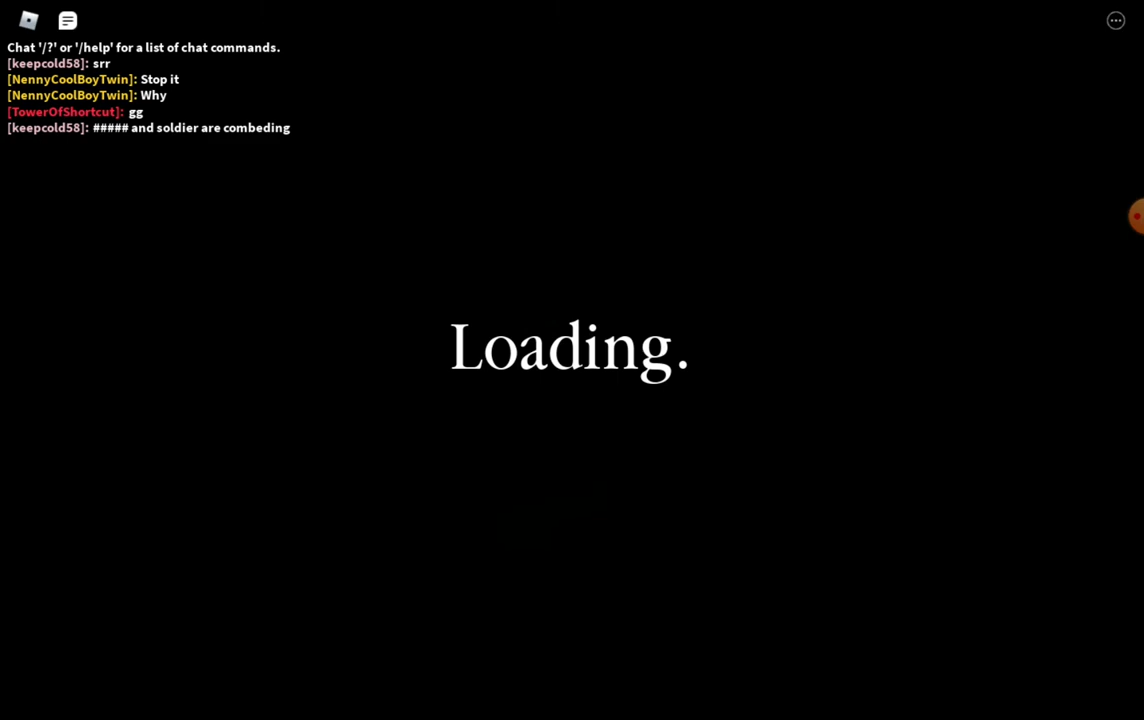 Chat '/?' or '/help' for a list of chat commands.
[keepcold58]: srr
[NennyCoolBoyTwin]: Stop it
[NennyCoolBoyTwin]: Why
[TowerOfShortcut]: gg
[keepcold58]: ##### and soldier are combeding
Loading.